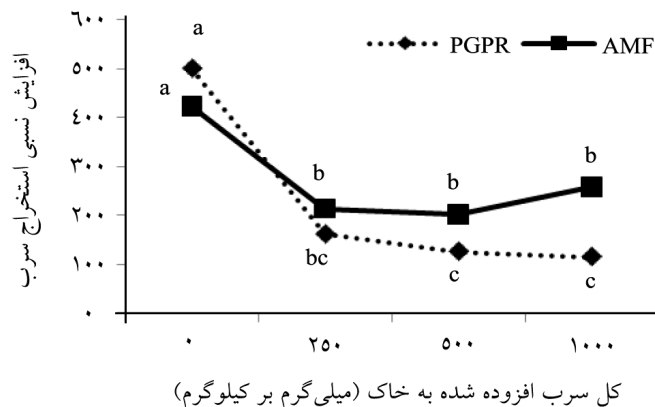 افزایش نسبی استخراج سرب
۶۰۰
۵۰۰
۴۰۰
۳۰۰
۲۰۰
۱۰۰
۰
PGPR AMF
a
a
b
b
b
bc
c
c
۰ ۲۵۰ ۵۰۰ ۱۰۰۰
کل سرب افزوده شده به خاک (میلی‌گرم بر کیلوگرم)